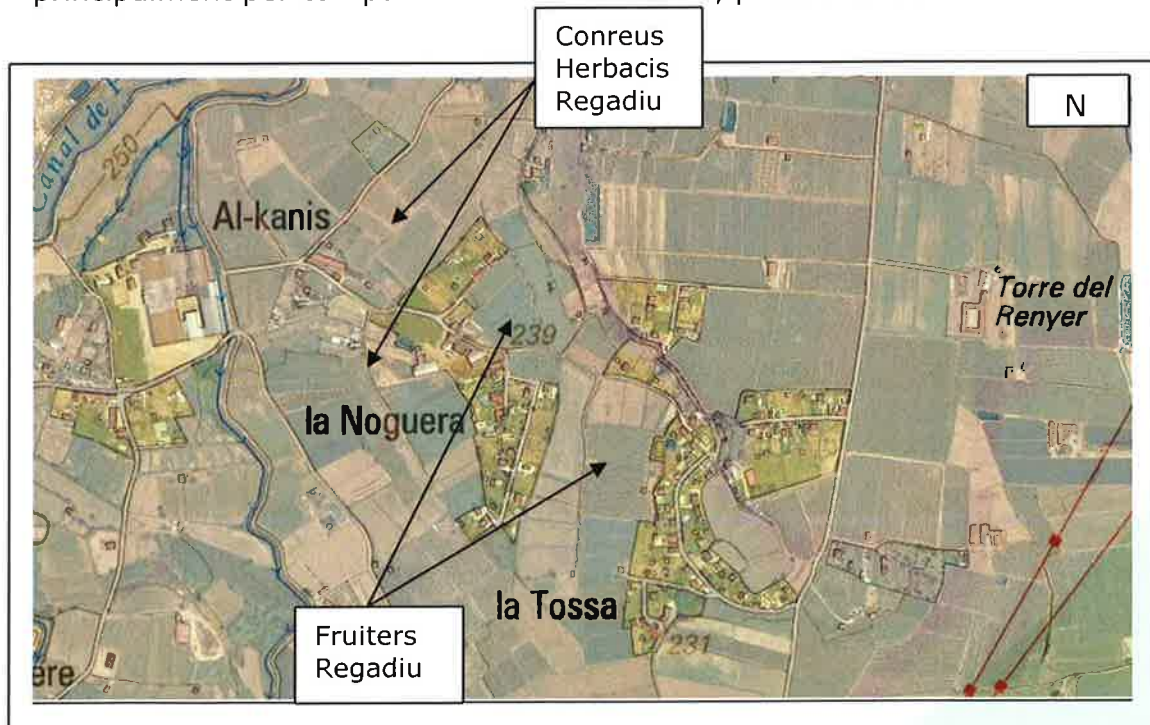 Conreus
Herbacis
Regadiu
N
Canal de
250
Al-kanis
Torre del
Renyer
239
la Noguera
la Tossa
231
Fruiters
Regadiu
ere